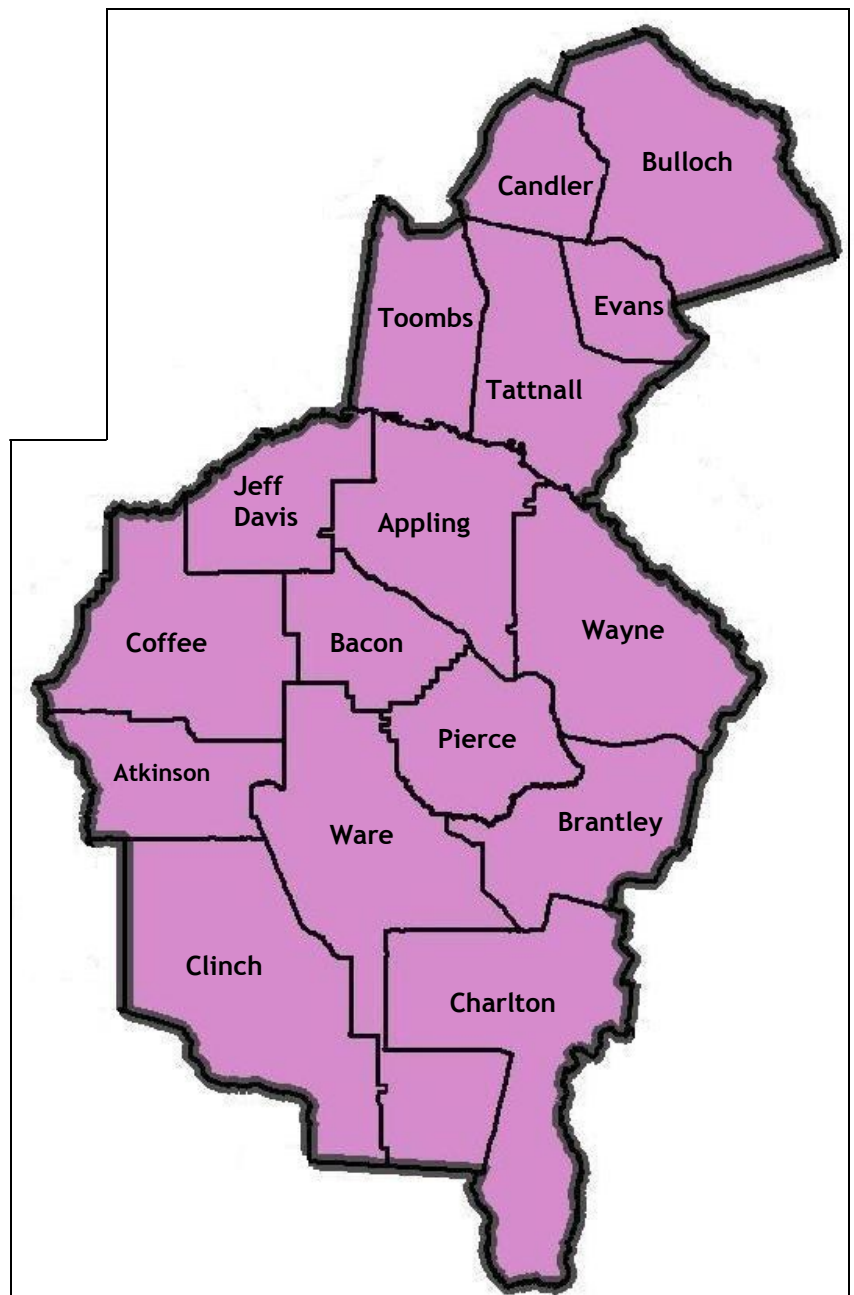 Bulloch
Candler
Evans
Toombs
Tattnall
Jeff
Davis
Appling
Wayne
Coffee
Bacon
Pierce
Atkinson
Brantley
Ware
Clinch
Charlton